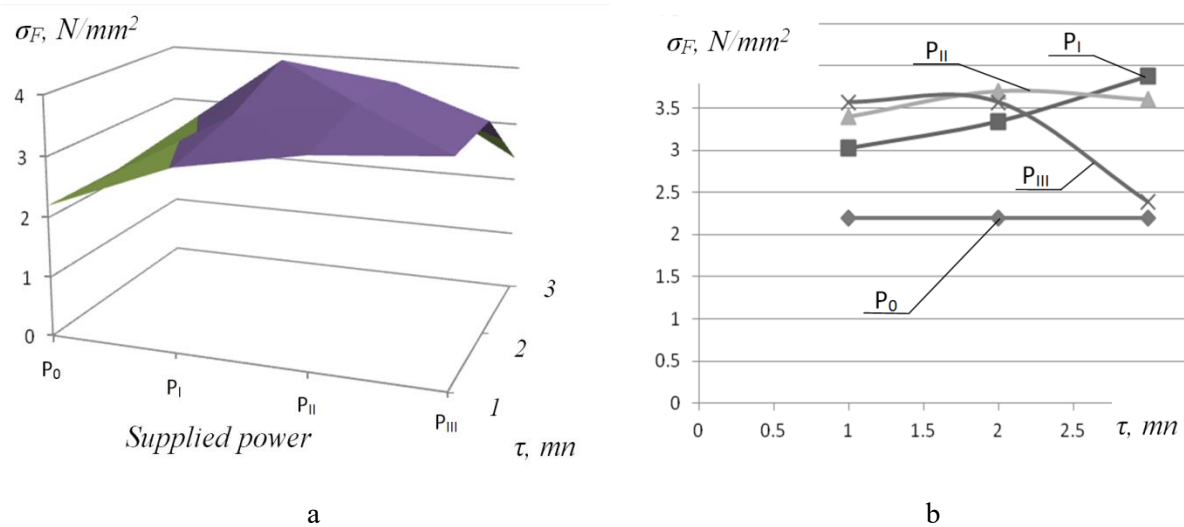 σF, N/mm²
4
3
2
1
0
P0
PI
PII
PIII
3
2
1
Supplied power
τ, mn
a
σF, N/mm²
PII
PI
3.5
3
2.5
2
1.5
1
0.5
0
PIII
P0
0
0.5
1
1.5
2
2.5
τ, mn
b